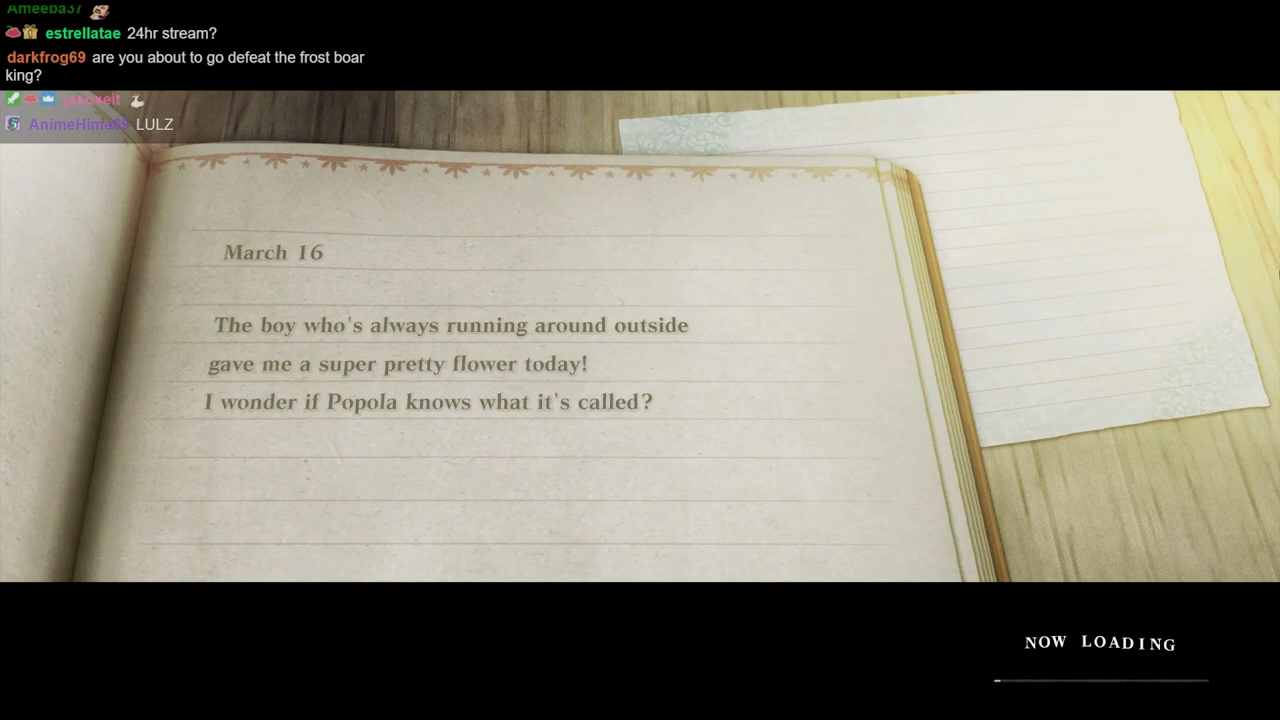 Ameeba37
estrellatae 24hr stream?
darkfrog69 are you about to go defeat the frost boar
king?
AnimeHime69 LULZ
March 16
The boy who's always running around outside
gave me a super pretty flower today!
I wonder if Popola knows what it's called?
NOW LOADING